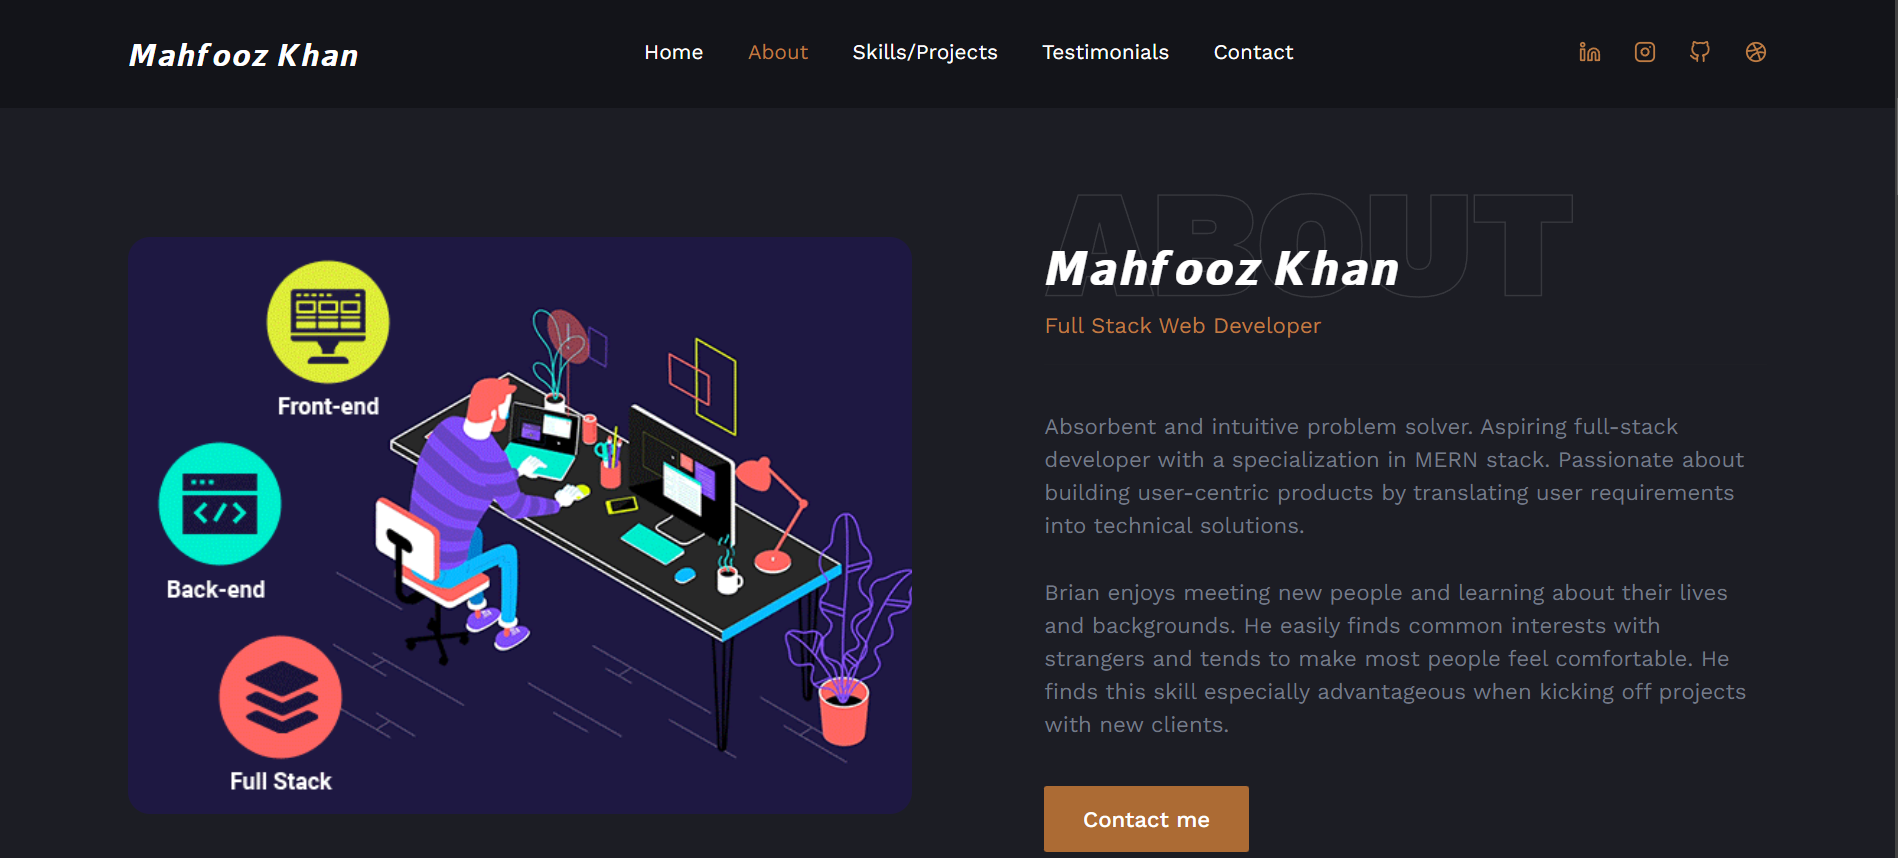 Mahfooz Khan
Home About Skills/Projects Testimonials Contact
ABOUT
Mahfooz Khan
Full Stack Web Developer
Front-end
Back-end
Full Stack
Absorbent and intuitive problem solver. Aspiring full-stack
developer with a specialization in MERN stack. Passionate about
building user-centric products by translating user requirements
into technical solutions.
Brian enjoys meeting new people and learning about their lives
and backgrounds. He easily finds common interests with
strangers and tends to make most people feel comfortable. He
finds this skill especially advantageous when kicking off projects
with new clients.
Contact me